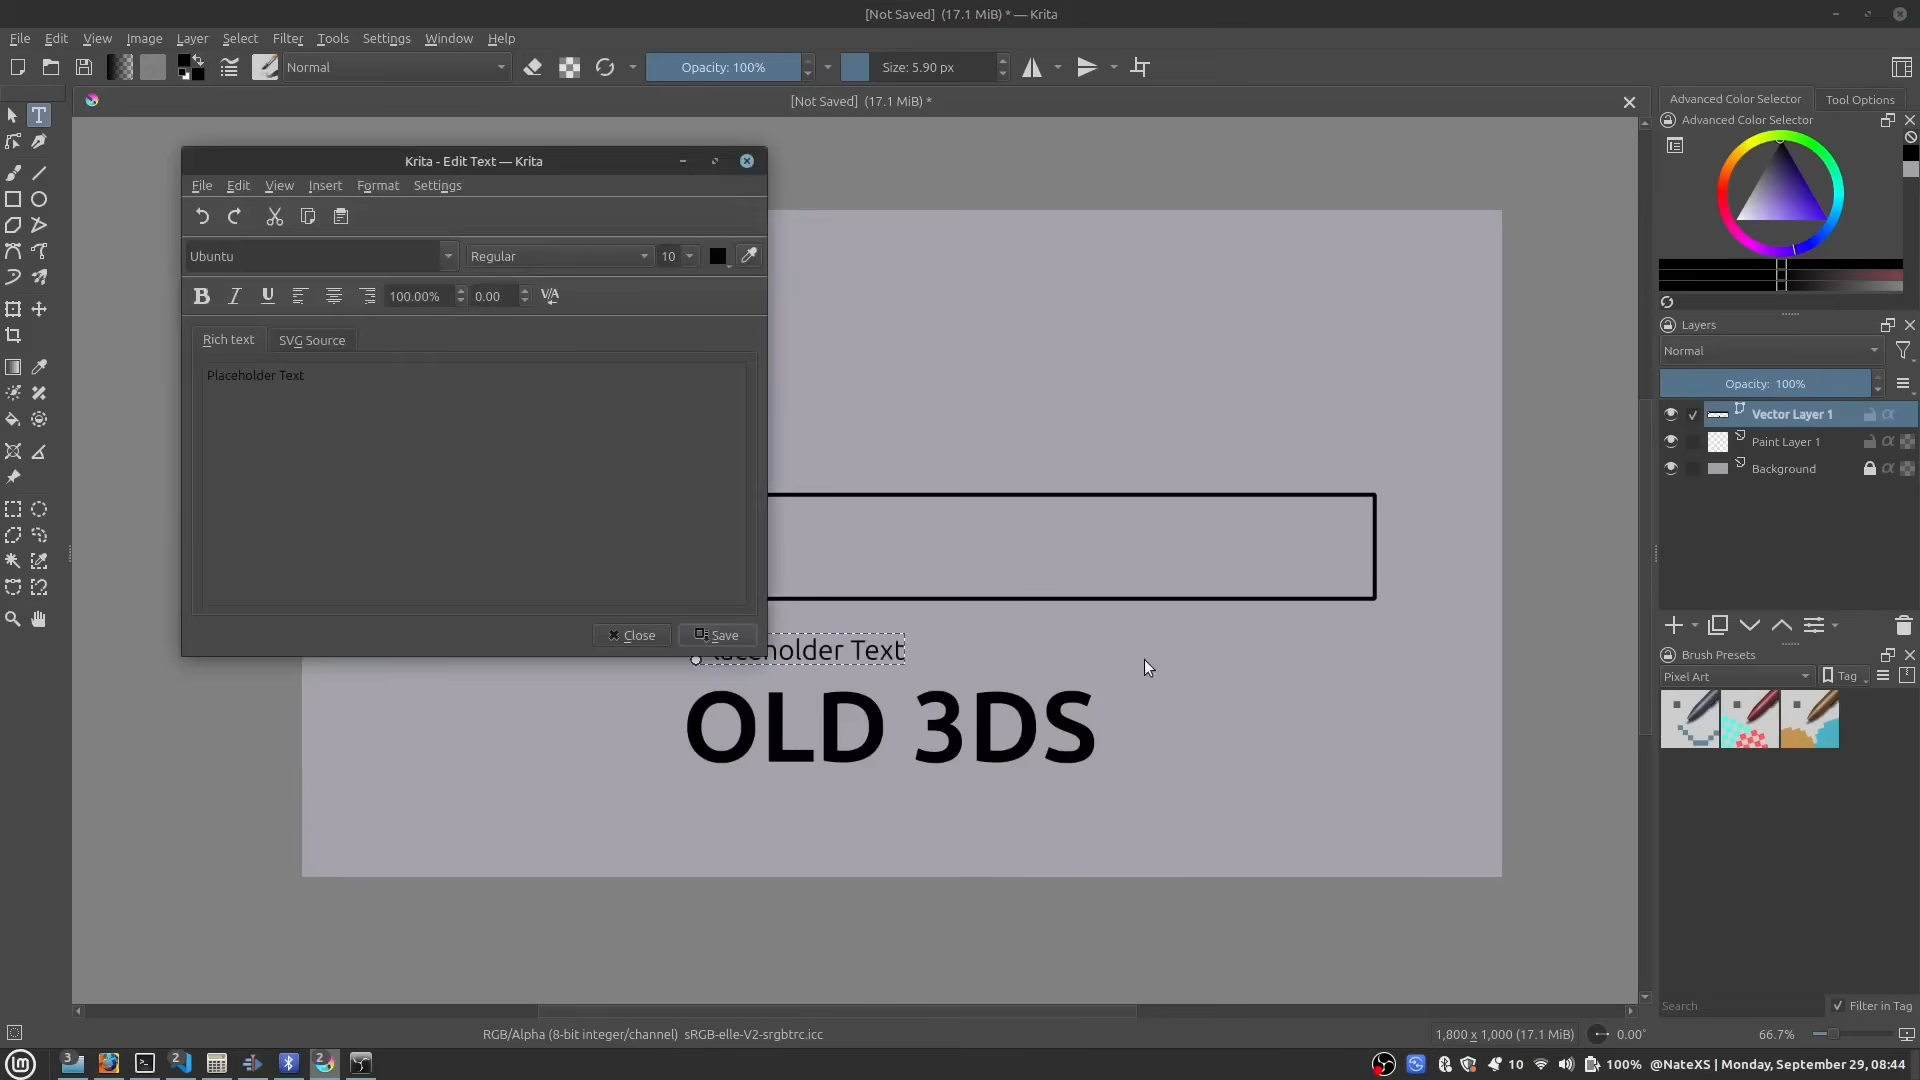 [Not Saved] (17.1 MiB) * — Krita
File Edit View Image Layer Select Filter Tools Settings Window Help
Normal
Opacity: 100%
Size: 5.90 px
[Not Saved] (17.1 MiB) *
Advanced Color Selector Tool Options
Advanced Color Selector
Krita - Edit Text — Krita
File Edit View Insert Format Settings
Ubuntu Regular 10
B I U 100.00% 0.00 V/A
Rich text SVG Source
Placeholder Text
Close Save
Layers
Normal
Opacity: 100%
Vector Layer 1
Paint Layer 1
Background
holder Text
OLD 3DS
Brush Presets
Pixel Art Tag
Search Filter in Tag
RGB/Alpha (8-bit integer/channel) sRGB-elle-V2-srgbtrc.icc
1,800 x 1,000 (17.1 MiB) 0.00° 66.7%
lm 3 2 2 10 100% @NateXS | Monday, September 29, 08:44